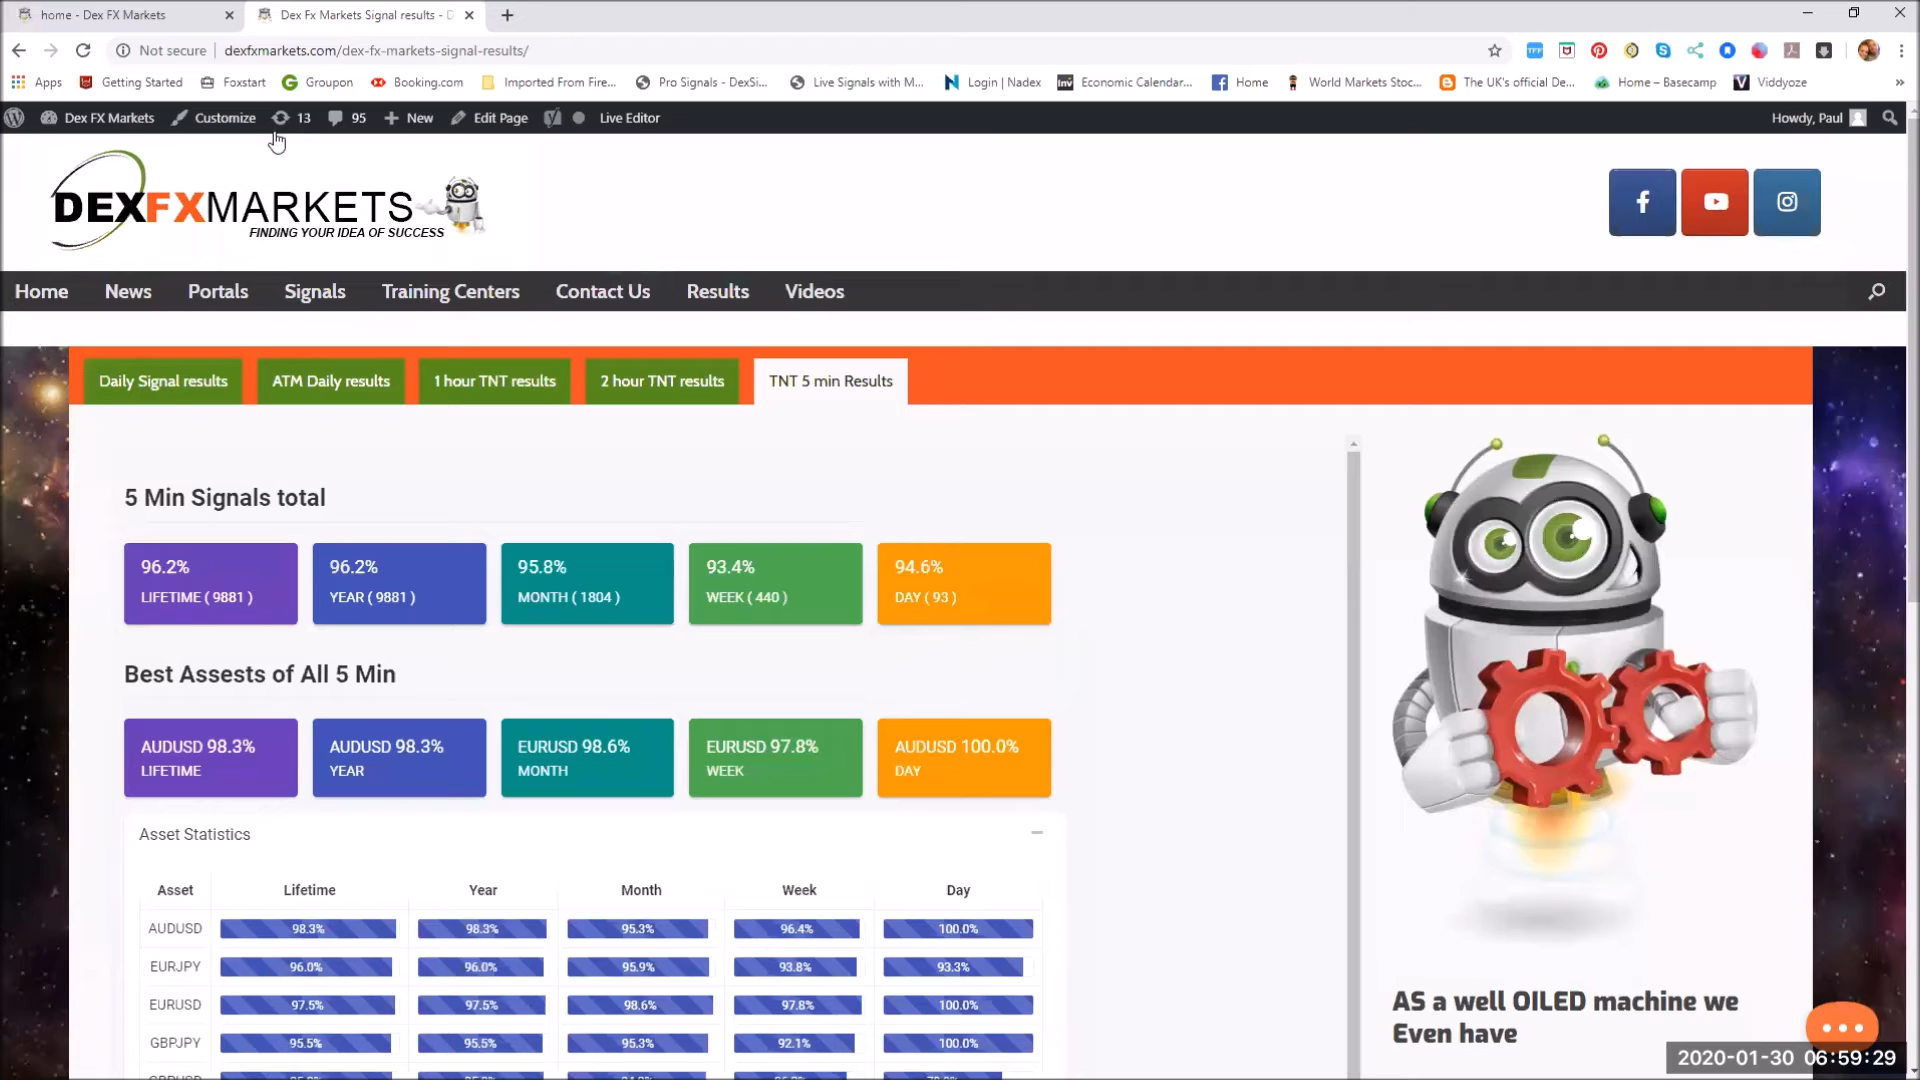 home - Dex FX Markets
Dex Fx Markets Signal results - D
Not secure
dexfxmarkets.com/dex-fx-markets-signal-results/
Apps
Getting Started
Foxstart
Groupon
Booking.com
Imported From Fire...
Pro Signals - DexSi...
Live Signals with M...
Login | Nadex
Economic Calendar...
Home
World Markets Stoc...
The UK's official De...
Home – Basecamp
Viddyoze
Dex FX Markets
Customize
13
95
New
Edit Page
Live Editor
Howdy, Paul
DEXFXMARKETS
FINDING YOUR IDEA OF SUCCESS
Home
News
Portals
Signals
Training Centers
Contact Us
Results
Videos
Daily Signal results
ATM Daily results
1 hour TNT results
2 hour TNT results
TNT 5 min Results
5 Min Signals total
96.2%
LIFETIME ( 9881 )
96.2%
YEAR ( 9881 )
95.8%
MONTH ( 1804 )
93.4%
WEEK ( 440 )
94.6%
DAY ( 93 )
Best Assests of All 5 Min
AUDUSD 98.3%
LIFETIME
AUDUSD 98.3%
YEAR
EURUSD 98.6%
MONTH
EURUSD 97.8%
WEEK
AUDUSD 100.0%
DAY
Asset Statistics
Asset Lifetime Year Month Week Day
AUDUSD 98.3% 98.3% 95.3% 96.4% 100.0%
EURJPY 96.0% 96.0% 95.9% 93.8% 93.3%
EURUSD 97.5% 97.5% 98.6% 97.8% 100.0%
GBPJPY 95.5% 95.5% 95.3% 92.1% 100.0%
AS a well OILED machine we
Even have
2020-01-30 06:59:29